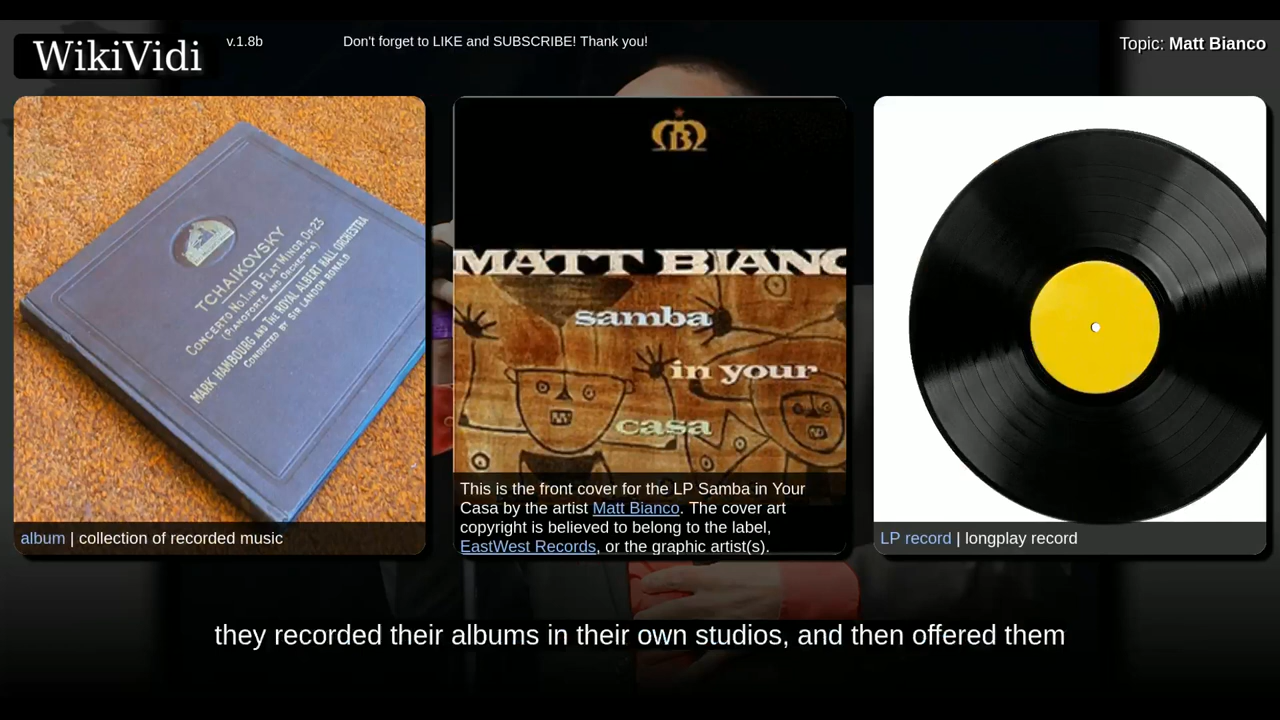 WikiVidi
v.1.8b
Don't forget to LIKE and SUBSCRIBE! Thank you!
Topic: Matt Bianco
TCHAIKOVSKY
CONCERTO No. 1 IN B FLAT MINOR, Op. 23
(PIANOFORTE AND ORCHESTRA)
MARK HAMBOURG AND THE ROYAL ALBERT HALL ORCHESTRA
CONDUCTED BY SIR LANDON RONALD
album | collection of recorded music
MB
MATT BIANC
samba
in your
casa
This is the front cover for the LP Samba in Your
Casa by the artist Matt Bianco. The cover art
copyright is believed to belong to the label,
EastWest Records, or the graphic artist(s).
LP record | longplay record
they recorded their albums in their own studios, and then offered them